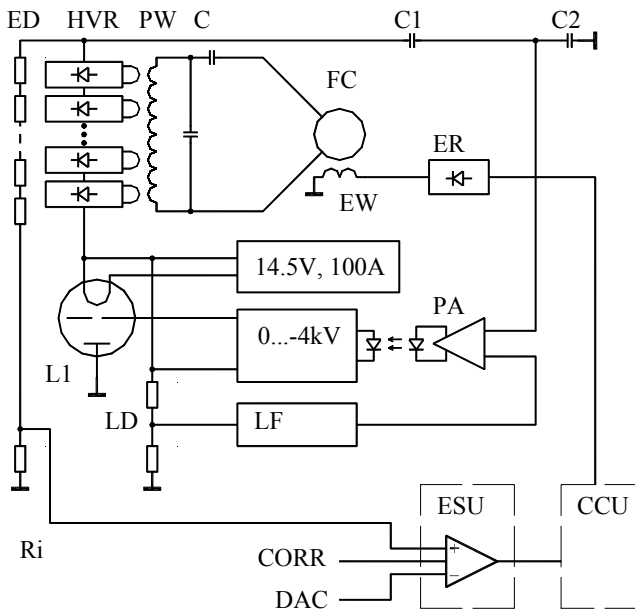 ED HVR PW C C1 C2
FC
ER
EW
14.5V, 100A
PA
0...-4kV
L1
LD LF
ESU CCU
Ri
+
CORR
−
DAC